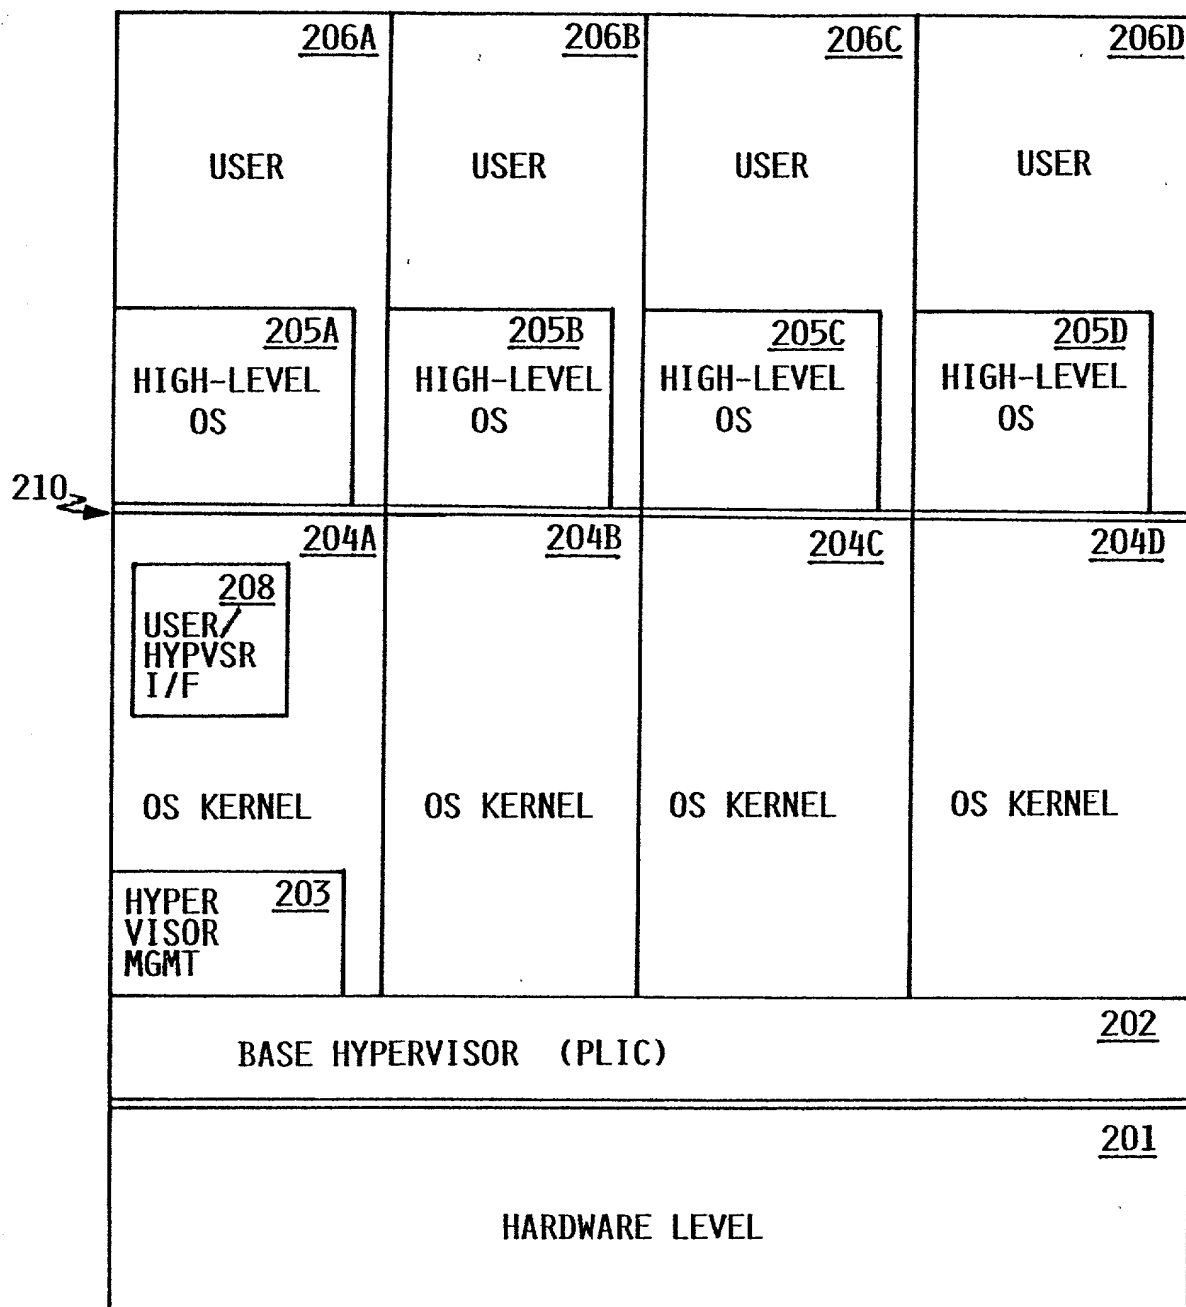 206A 206B 206C 206D
USER USER USER USER
205A 205B 205C 205D
HIGH-LEVEL HIGH-LEVEL HIGH-LEVEL HIGH-LEVEL
OS OS OS OS
210
204A 204B 204C 204D
208
USER/
HYPVSR
I/F
OS KERNEL OS KERNEL OS KERNEL OS KERNEL
HYPER 203
VISOR
MGMT
202
BASE HYPERVISOR (PLIC)
201
HARDWARE LEVEL